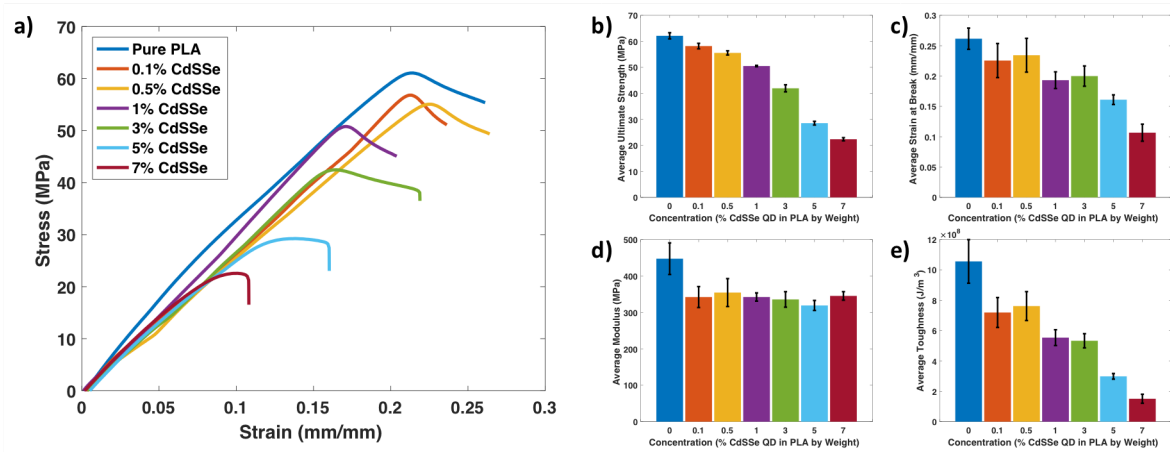 a)
70
60
50
40
30
20
10
0
Stress (MPa)
Pure PLA
0.1% CdSSe
0.5% CdSSe
1% CdSSe
3% CdSSe
5% CdSSe
7% CdSSe
0 0.05 0.1 0.15 0.2 0.25 0.3
Strain (mm/mm)
b)
70
60
50
40
30
20
10
0
Average Ultimate Strength (MPa)
0 0.1 0.5 1 3 5 7
Concentration (% CdSSe QD in PLA by Weight)
c)
0.3
0.25
0.2
0.15
0.1
0.05
0
Average Strain at Break (mm/mm)
0 0.1 0.5 1 3 5 7
Concentration (% CdSSe QD in PLA by Weight)
d)
500
400
300
200
100
0
Average Modulus (MPa)
0 0.1 0.5 1 3 5 7
Concentration (% CdSSe QD in PLA by Weight)
e)
×10⁸
12
10
8
6
4
2
0
Average Toughness (J/m 3)
0 0.1 0.5 1 3 5 7
Concentration (% CdSSe QD in PLA by Weight)